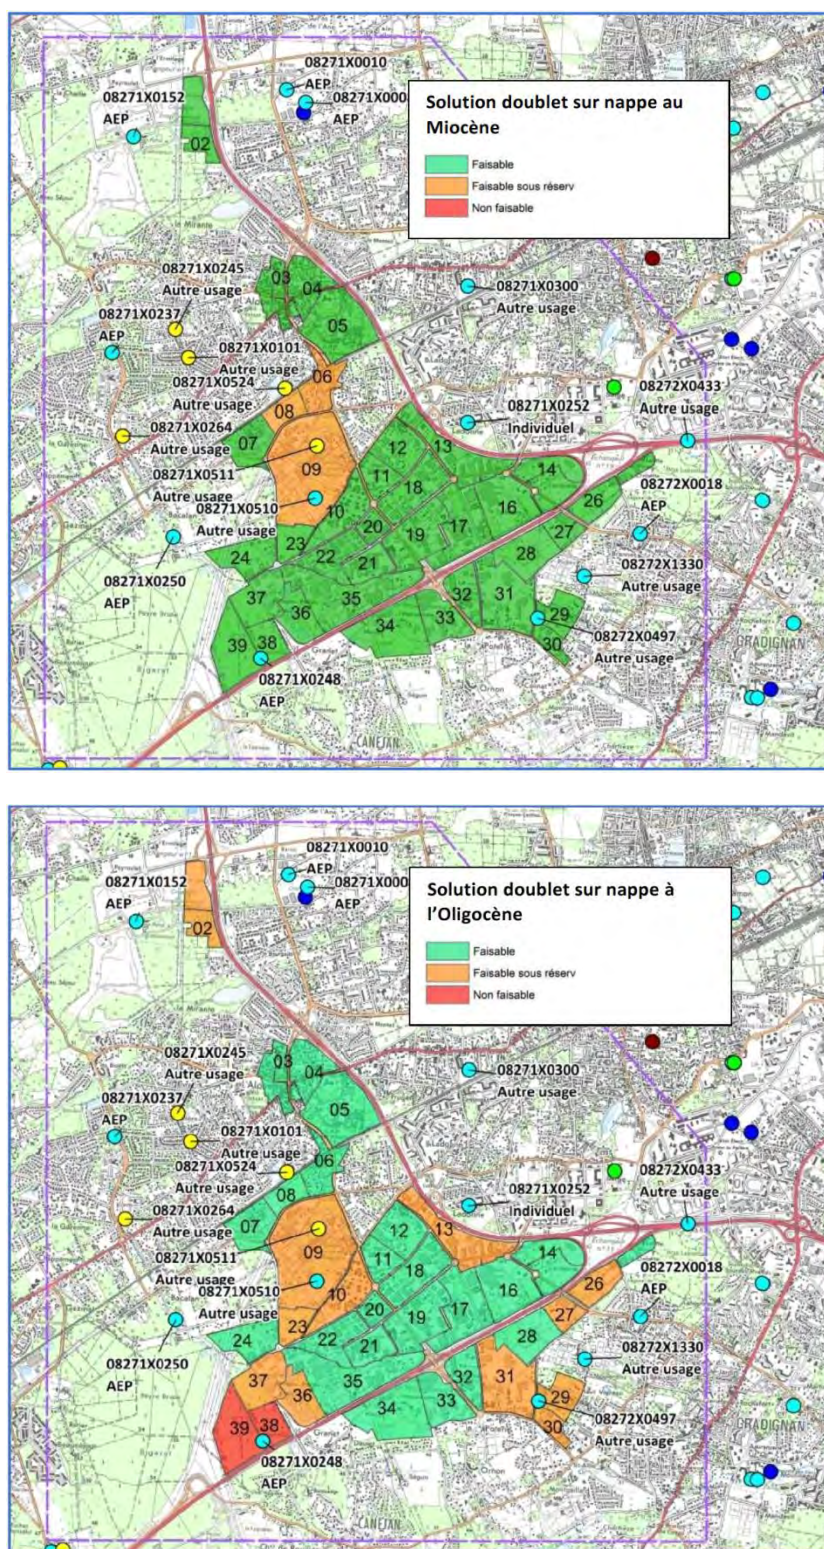 08271X0152
AEP
02
08271X0010
AEP
08271X000
AEP
Solution doublet sur nappe au
Miocène
Faisable
Faisable sous réserv
Non faisable
08271X0245
Autre usage
08271X0237
AEP
08271X0101
Autre usage
08271X0524
Autre usage
08271X0264
Autre usage
08271X0511
Autre usage
08271X0510
Autre usage
08271X0250
AEP
08271X0300
Autre usage
08271X0252
Individuel
08272X0433
Autre usage
08272X0018
AEP
08272X1330
Autre usage
08272X0497
Autre usage
08271X0248
AEP
03
04
05
06
08
07
09
10
11
12
13
14
18
16
17
19
20
21
22
23
24
26
27
28
29
30
31
32
33
34
35
36
37
38
39
GRADIGNAN
CANEJAN
08271X0152
AEP
02
08271X0010
AEP
08271X000
AEP
Solution doublet sur nappe à
l'Oligocène
Faisable
Faisable sous réserv
Non faisable
08271X0245
Autre usage
08271X0237
AEP
08271X0101
Autre usage
08271X0524
Autre usage
08271X0264
Autre usage
08271X0511
Autre usage
08271X0510
Autre usage
08271X0250
AEP
08271X0300
Autre usage
08271X0252
Individuel
08272X0433
Autre usage
08272X0018
AEP
08272X1330
Autre usage
08272X0497
Autre usage
08271X0248
AEP
03
04
05
06
08
07
09
10
11
12
13
14
18
16
17
19
20
21
22
23
24
26
27
28
29
30
31
32
33
34
35
36
37
38
39
GRADIGNAN
CANEJAN